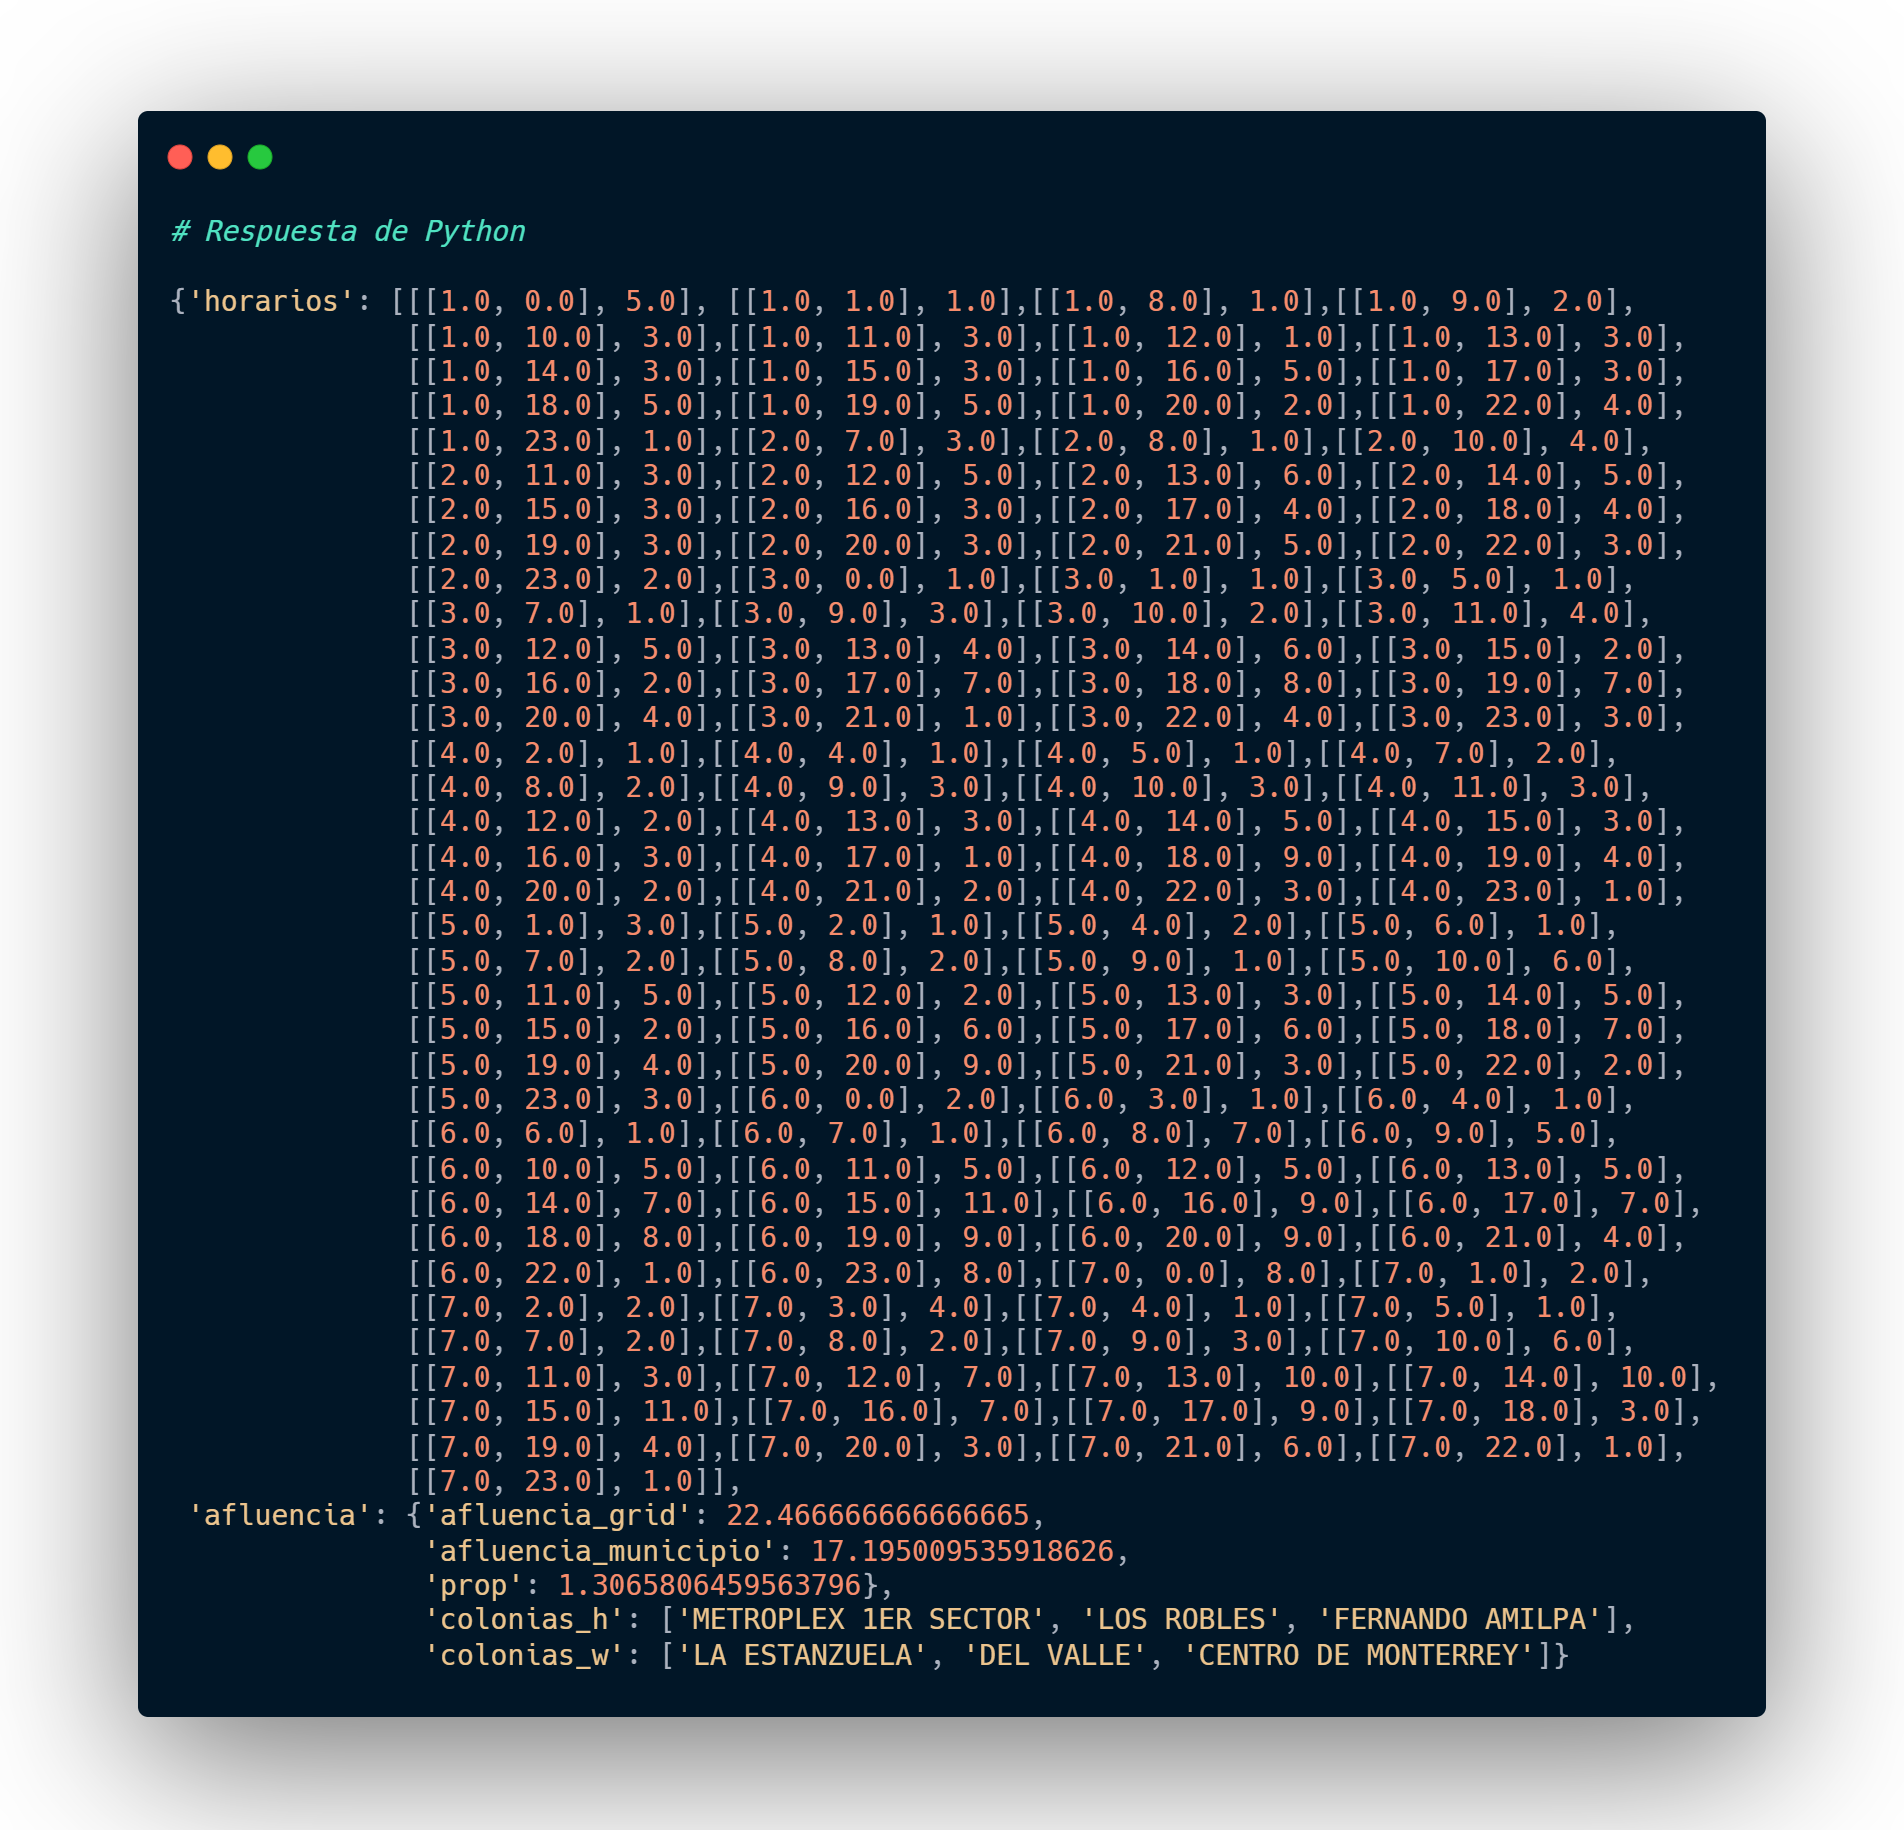 # Respuesta de Python
{'horarios': [[[1.0, 0.0], 5.0], [[1.0, 1.0], 1.0],[[1.0, 8.0], 1.0],[[1.0, 9.0], 2.0],
[[1.0, 10.0], 3.0],[[1.0, 11.0], 3.0],[[1.0, 12.0], 1.0],[[1.0, 13.0], 3.0],
[[1.0, 14.0], 3.0],[[1.0, 15.0], 3.0],[[1.0, 16.0], 5.0],[[1.0, 17.0], 3.0],
[[1.0, 18.0], 5.0],[[1.0, 19.0], 5.0],[[1.0, 20.0], 2.0],[[1.0, 22.0], 4.0],
[[1.0, 23.0], 1.0],[[2.0, 7.0], 3.0],[[2.0, 8.0], 1.0],[[2.0, 10.0], 4.0],
[[2.0, 11.0], 3.0],[[2.0, 12.0], 5.0],[[2.0, 13.0], 6.0],[[2.0, 14.0], 5.0],
[[2.0, 15.0], 3.0],[[2.0, 16.0], 3.0],[[2.0, 17.0], 4.0],[[2.0, 18.0], 4.0],
[[2.0, 19.0], 3.0],[[2.0, 20.0], 3.0],[[2.0, 21.0], 5.0],[[2.0, 22.0], 3.0],
[[2.0, 23.0], 2.0],[[3.0, 0.0], 1.0],[[3.0, 1.0], 1.0],[[3.0, 5.0], 1.0],
[[3.0, 7.0], 1.0],[[3.0, 9.0], 3.0],[[3.0, 10.0], 2.0],[[3.0, 11.0], 4.0],
[[3.0, 12.0], 5.0],[[3.0, 13.0], 4.0],[[3.0, 14.0], 6.0],[[3.0, 15.0], 2.0],
[[3.0, 16.0], 2.0],[[3.0, 17.0], 7.0],[[3.0, 18.0], 8.0],[[3.0, 19.0], 7.0],
[[3.0, 20.0], 4.0],[[3.0, 21.0], 1.0],[[3.0, 22.0], 4.0],[[3.0, 23.0], 3.0],
[[4.0, 2.0], 1.0],[[4.0, 4.0], 1.0],[[4.0, 5.0], 1.0],[[4.0, 7.0], 2.0],
[[4.0, 8.0], 2.0],[[4.0, 9.0], 3.0],[[4.0, 10.0], 3.0],[[4.0, 11.0], 3.0],
[[4.0, 12.0], 2.0],[[4.0, 13.0], 3.0],[[4.0, 14.0], 5.0],[[4.0, 15.0], 3.0],
[[4.0, 16.0], 3.0],[[4.0, 17.0], 1.0],[[4.0, 18.0], 9.0],[[4.0, 19.0], 4.0],
[[4.0, 20.0], 2.0],[[4.0, 21.0], 2.0],[[4.0, 22.0], 3.0],[[4.0, 23.0], 1.0],
[[5.0, 1.0], 3.0],[[5.0, 2.0], 1.0],[[5.0, 4.0], 2.0],[[5.0, 6.0], 1.0],
[[5.0, 7.0], 2.0],[[5.0, 8.0], 2.0],[[5.0, 9.0], 1.0],[[5.0, 10.0], 6.0],
[[5.0, 11.0], 5.0],[[5.0, 12.0], 2.0],[[5.0, 13.0], 3.0],[[5.0, 14.0], 5.0],
[[5.0, 15.0], 2.0],[[5.0, 16.0], 6.0],[[5.0, 17.0], 6.0],[[5.0, 18.0], 7.0],
[[5.0, 19.0], 4.0],[[5.0, 20.0], 9.0],[[5.0, 21.0], 3.0],[[5.0, 22.0], 2.0],
[[5.0, 23.0], 3.0],[[6.0, 0.0], 2.0],[[6.0, 3.0], 1.0],[[6.0, 4.0], 1.0],
[[6.0, 6.0], 1.0],[[6.0, 7.0], 1.0],[[6.0, 8.0], 7.0],[[6.0, 9.0], 5.0],
[[6.0, 10.0], 5.0],[[6.0, 11.0], 5.0],[[6.0, 12.0], 5.0],[[6.0, 13.0], 5.0],
[[6.0, 14.0], 7.0],[[6.0, 15.0], 11.0],[[6.0, 16.0], 9.0],[[6.0, 17.0], 7.0],
[[6.0, 18.0], 8.0],[[6.0, 19.0], 9.0],[[6.0, 20.0], 9.0],[[6.0, 21.0], 4.0],
[[6.0, 22.0], 1.0],[[6.0, 23.0], 8.0],[[7.0, 0.0], 8.0],[[7.0, 1.0], 2.0],
[[7.0, 2.0], 2.0],[[7.0, 3.0], 4.0],[[7.0, 4.0], 1.0],[[7.0, 5.0], 1.0],
[[7.0, 7.0], 2.0],[[7.0, 8.0], 2.0],[[7.0, 9.0], 3.0],[[7.0, 10.0], 6.0],
[[7.0, 11.0], 3.0],[[7.0, 12.0], 7.0],[[7.0, 13.0], 10.0],[[7.0, 14.0], 10.0],
[[7.0, 15.0], 11.0],[[7.0, 16.0], 7.0],[[7.0, 17.0], 9.0],[[7.0, 18.0], 3.0],
[[7.0, 19.0], 4.0],[[7.0, 20.0], 3.0],[[7.0, 21.0], 6.0],[[7.0, 22.0], 1.0],
[[7.0, 23.0], 1.0]],
'afluencia': {'afluencia_grid': 22.466666666666665,
'afluencia_municipio': 17.195009535918626,
'prop': 1.3065806459563796},
'colonias_h': ['METROPLEX 1ER SECTOR', 'LOS ROBLES', 'FERNANDO AMILPA'],
'colonias_w': ['LA ESTANZUELA', 'DEL VALLE', 'CENTRO DE MONTERREY']}